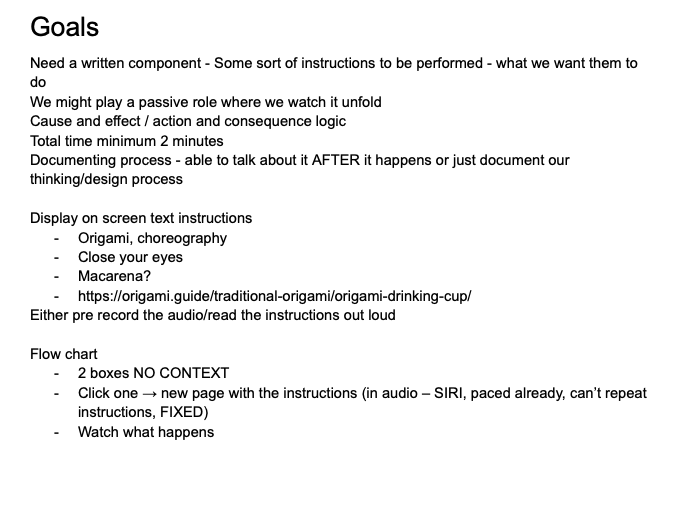 Goals
Need a written component - Some sort of instructions to be performed - what we want them to
do
We might play a passive role where we watch it unfold
Cause and effect / action and consequence logic
Total time minimum 2 minutes
Documenting process - able to talk about it AFTER it happens or just document our
thinking/design process
Display on screen text instructions
- Origami, choreography
- Close your eyes
- Macarena?
- https://origami.guide/traditional-origami/origami-drinking-cup/
Either pre record the audio/read the instructions out loud
Flow chart
- 2 boxes NO CONTEXT
- Click one → new page with the instructions (in audio – SIRI, paced already, can't repeat
instructions, FIXED)
- Watch what happens